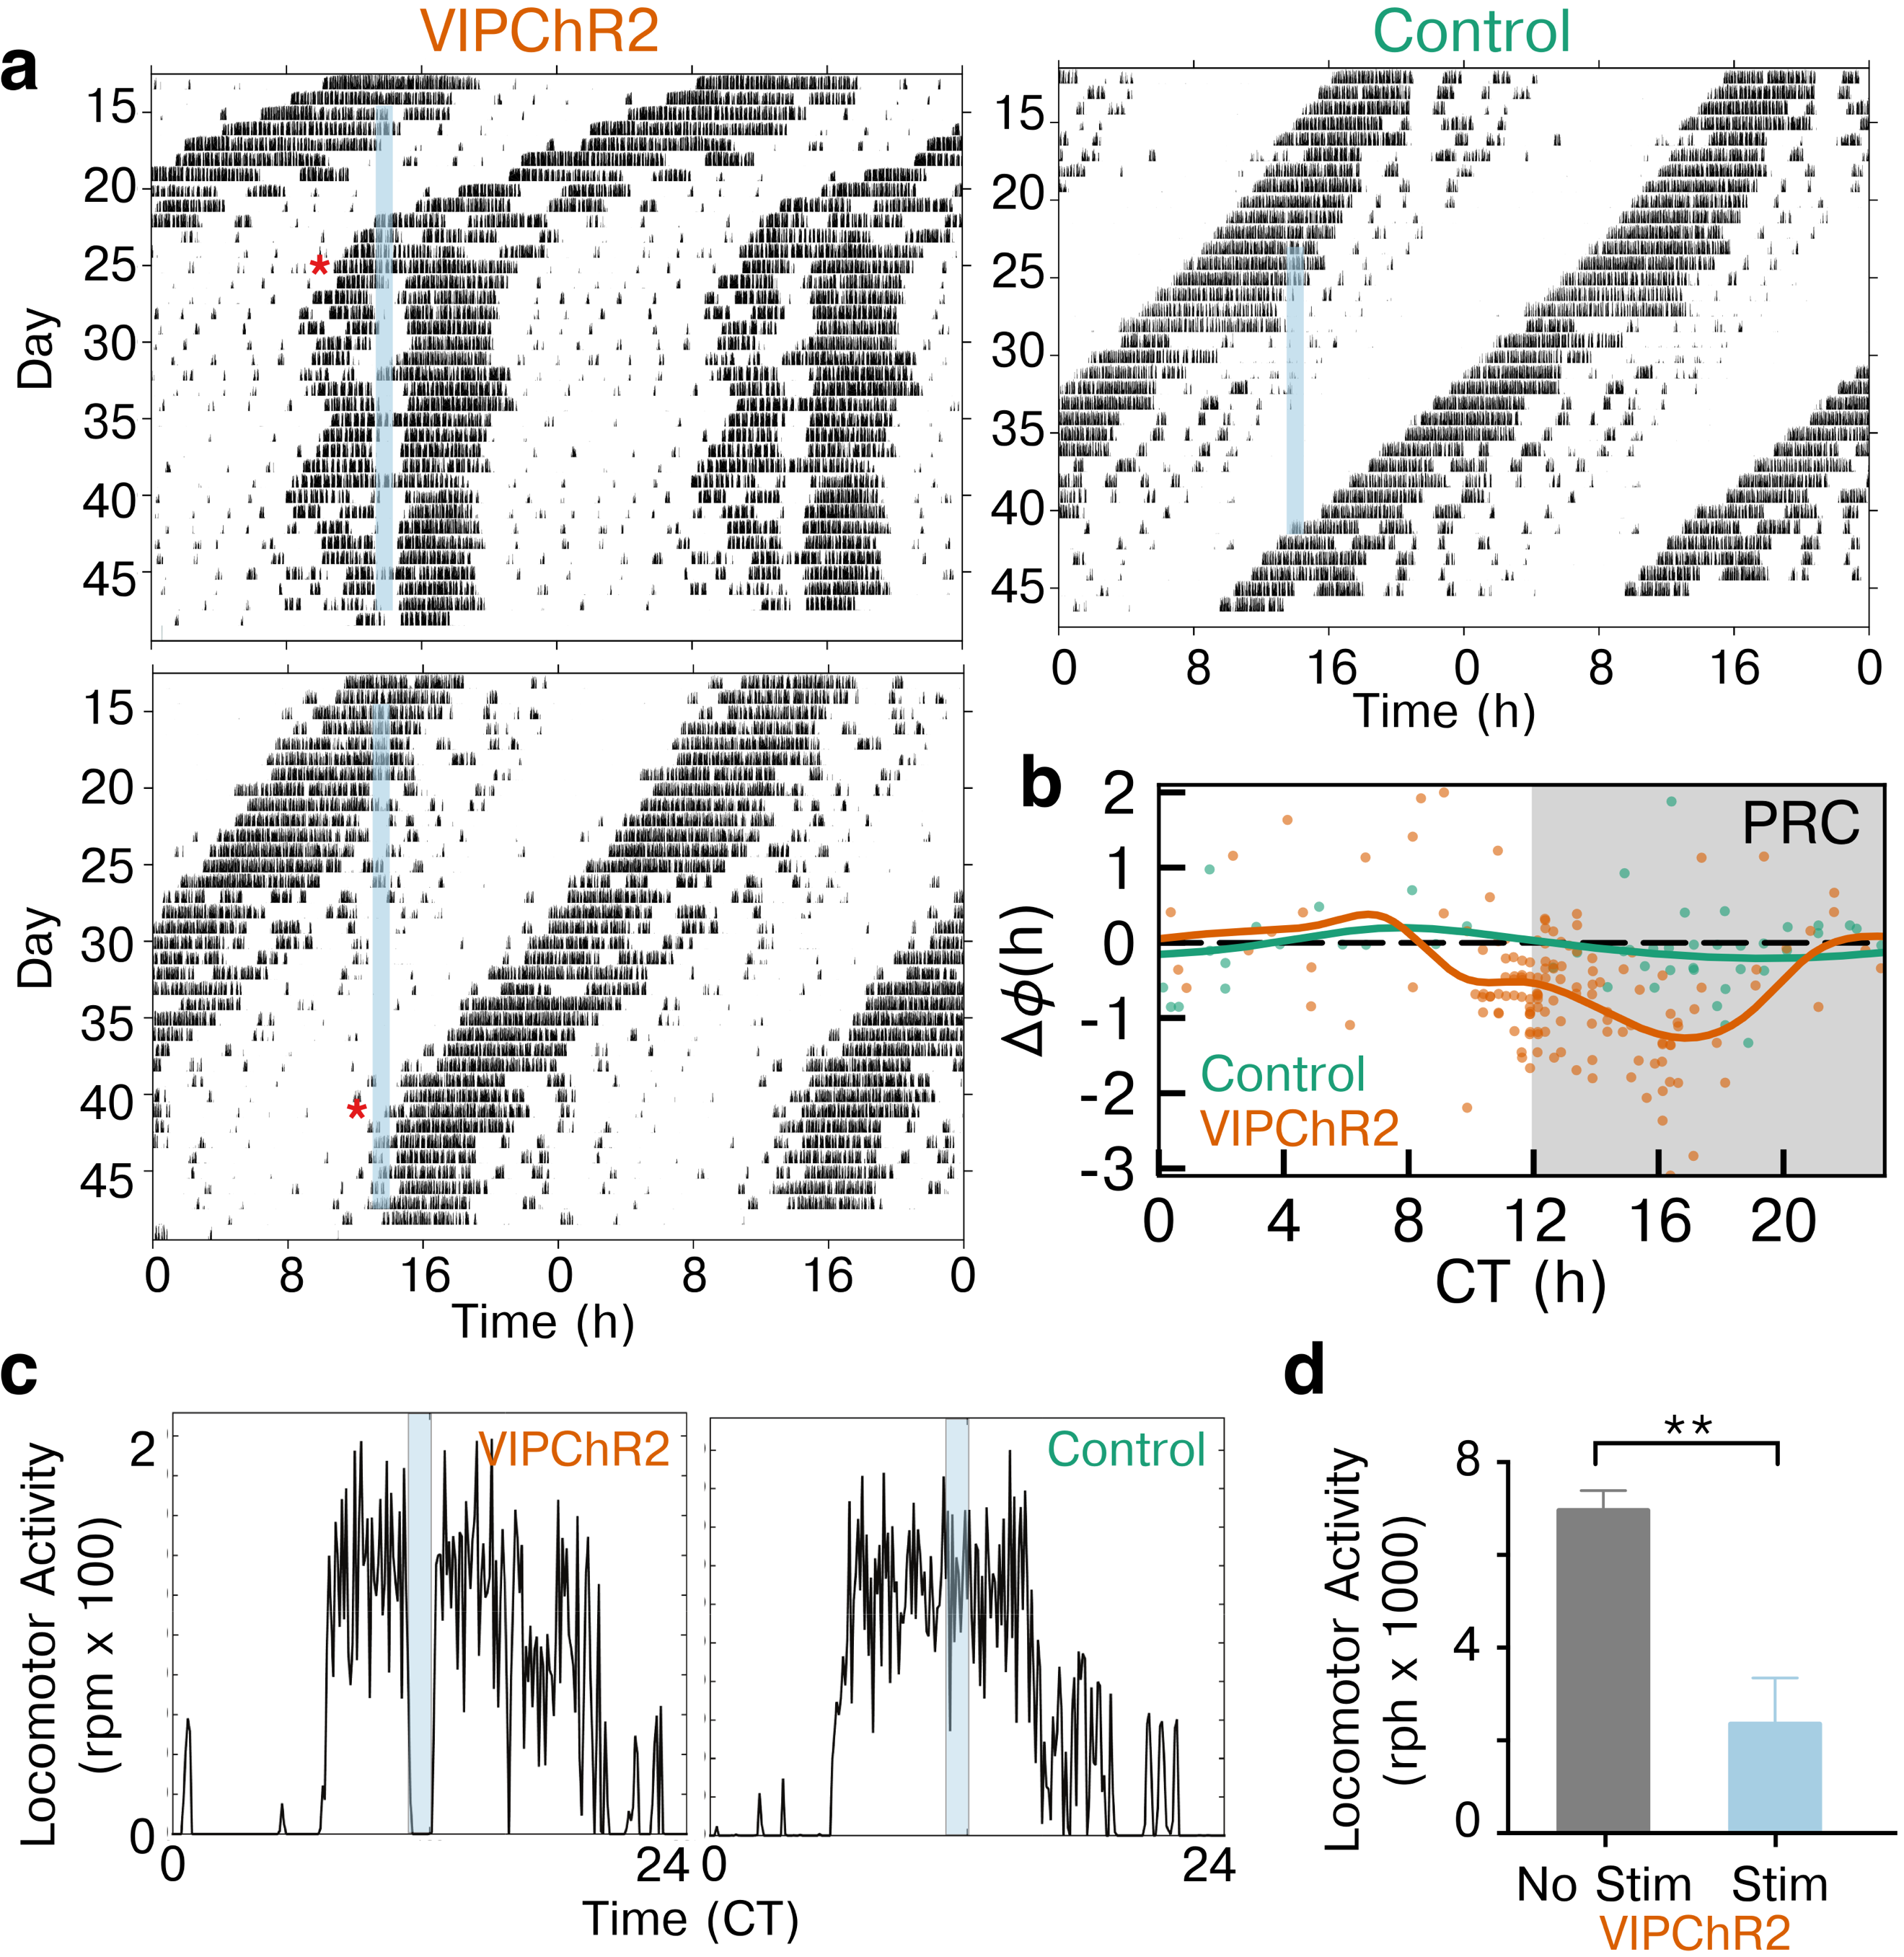 a
VIPChR2
Control
15
20
25
30
35
40
45
Day
*
15
20
25
30
35
40
45
0 8 16 0 8 16 0
Time (h)
15
20
25
30
35
40
45
Day
*
0 8 16 0 8 16 0
Time (h)
b
2
1
0
-1
-2
-3
Δϕ(h)
PRC
Control
VIPChR2
0 4 8 12 16 20
CT (h)
c
Locomotor Activity
(rpm x 100)
2
0
VIPChR2
Control
0 24 0 24
Time (CT)
d
Locomotor Activity
(rph x 1000)
8
4
0
**
No Stim Stim
VIPChR2